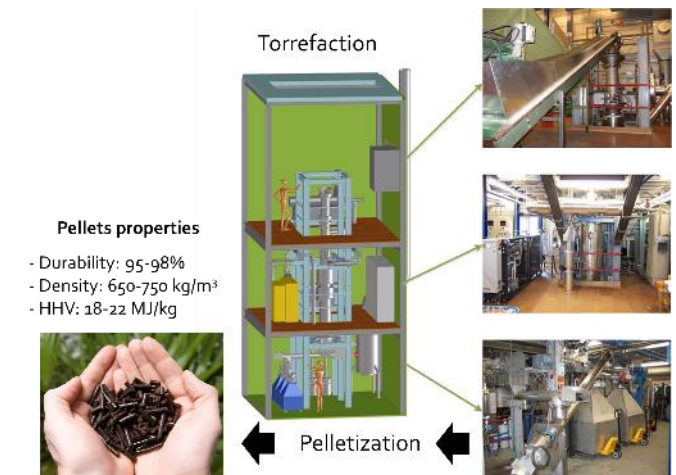 Torrefaction
Pellets properties
- Durability: 95-98%
- Density: 650-750 kg/m³
- HHV: 18-22 MJ/kg
Pelletization